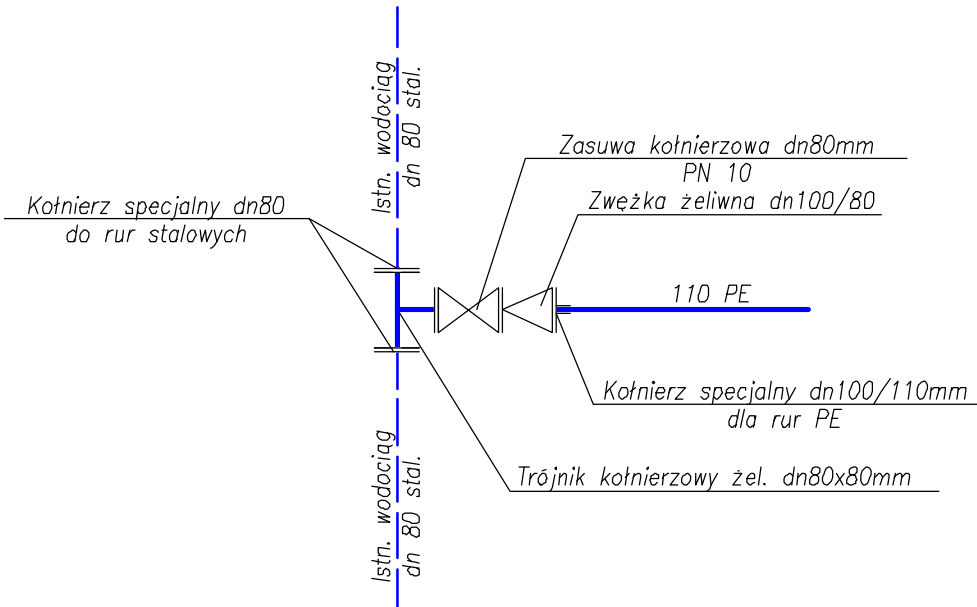 Istn. wodociąg
dn 80 stal.
Zasuwa kołnierzowa dn80mm
PN 10
Zwężka żeliwna dn100/80
Kołnierz specjalny dn80
do rur stalowych
110 PE
Kołnierz specjalny dn100/110mm
dla rur PE
Trójnik kołnierzowy żel. dn80x80mm
Istn. wodociąg
dn 80 stal.